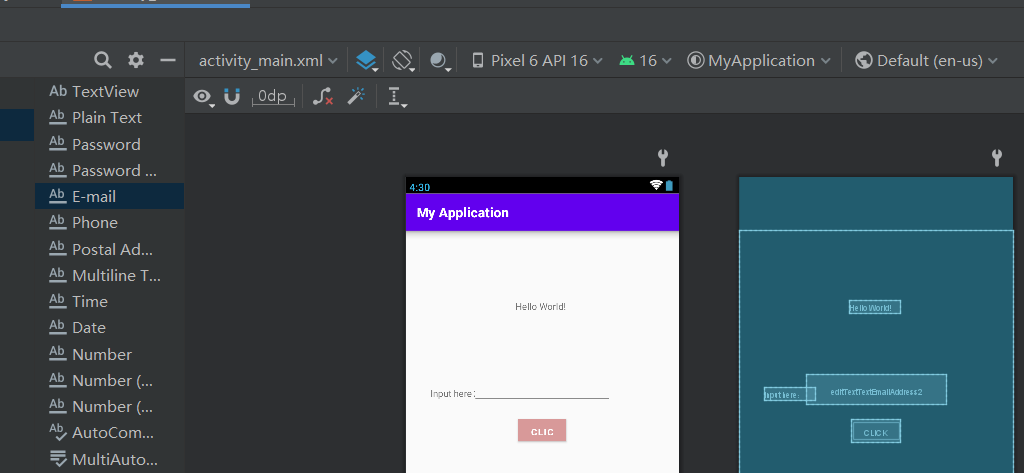 activity_main.xml
Pixel 6 API 16
16
MyApplication
Default (en-us)
0dp
Ab TextView
Ab Plain Text
Ab Password
Ab Password ...
Ab E-mail
Ab Phone
Ab Postal Ad...
Ab Multiline T...
Ab Time
Ab Date
Ab Number
Ab Number (...
Ab Number (...
Ab AutoCom...
MultiAuto...
4:30
My Application
Hello World!
Input here:
CLIC
Hello World!
editTextTextEmailAddress2
Input here:
CLICK